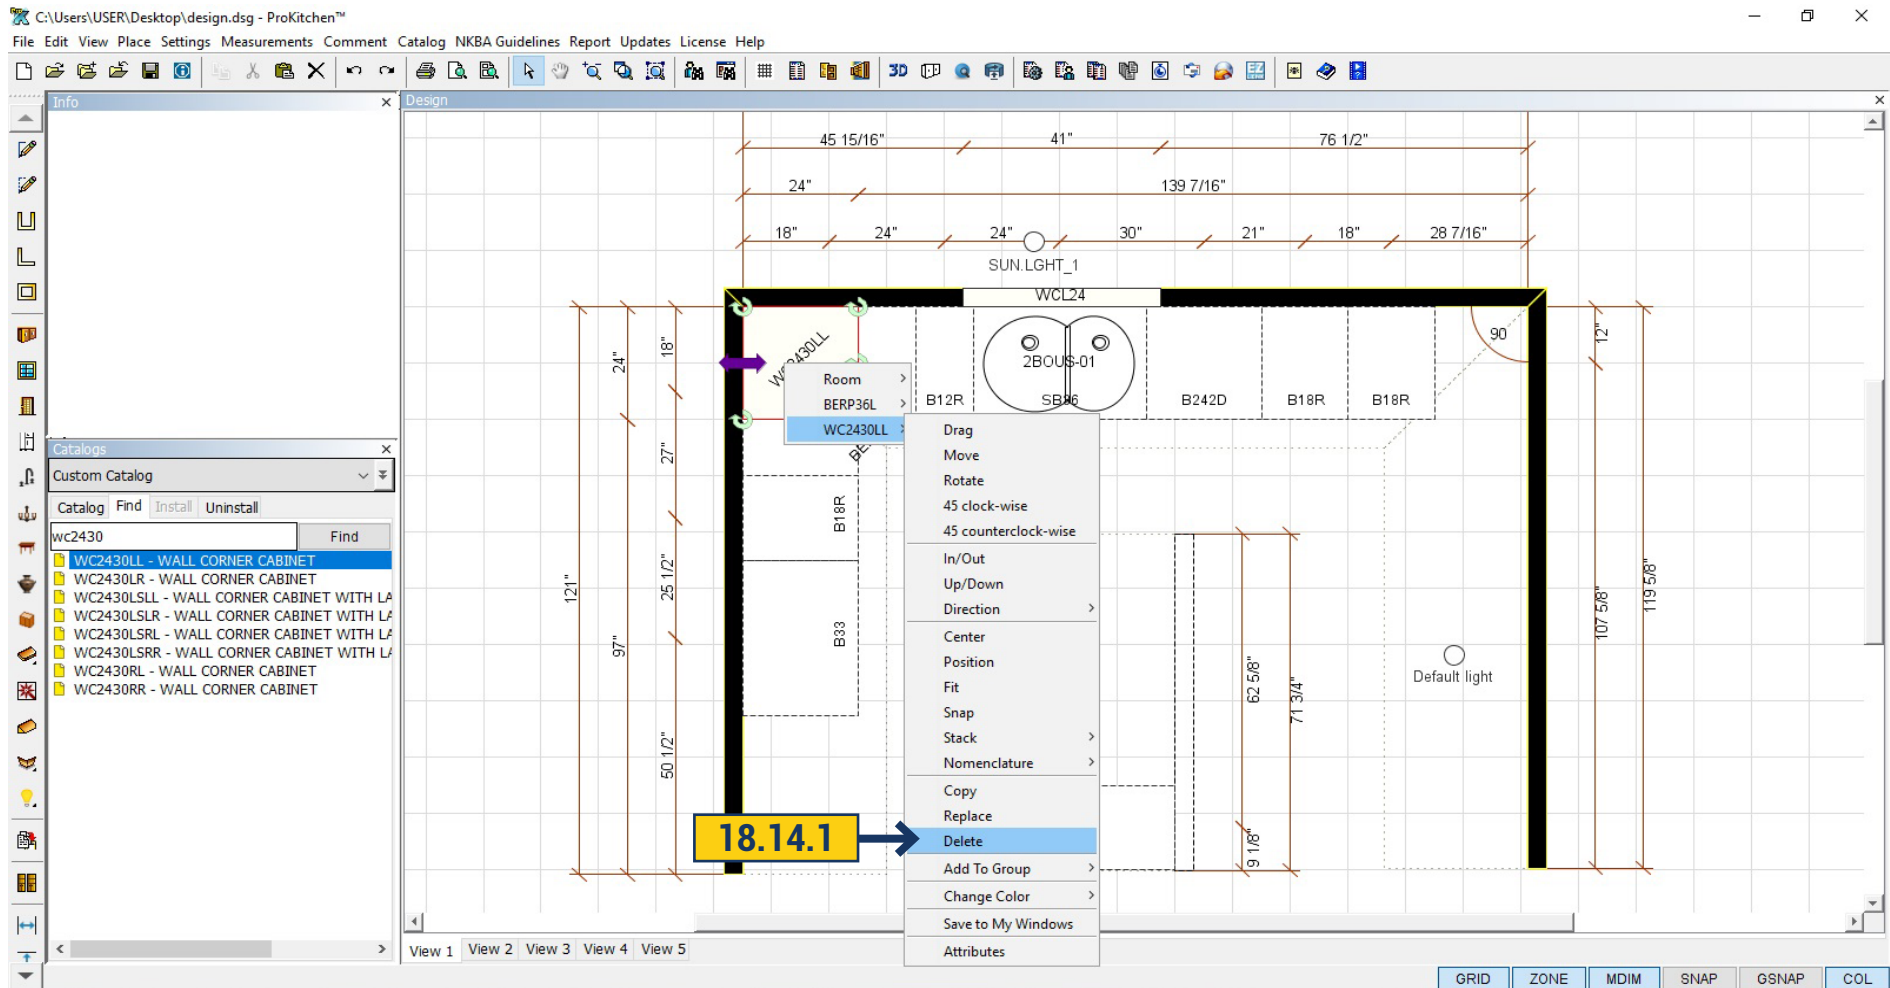 C:\Users\USER\Desktop\design.dsg - ProKitchen™
File Edit View Place Settings Measurements Comment Catalog NKBA Guidelines Report Updates License Help
3D
Info
Design
45 15/16"
41"
76 1/2"
24"
139 7/16"
18"
24"
24"
30"
21"
18"
28 7/16"
SUN.LGHT_1
WCL24
WC2430LL
2BOUS-01
90
B12R
SB36
B242D
B18R
B18R
B18R
B33
24"
18"
27"
25 1/2"
50 1/2"
121"
97"
12"
107 5/8"
119 5/8"
62 5/8"
71 3/4"
9 1/8"
Default light
Room
BERP36L
WC2430LL
Drag
Move
Rotate
45 clock-wise
45 counterclock-wise
In/Out
Up/Down
Direction
Center
Position
Fit
Snap
Stack
Nomenclature
Copy
Replace
Delete
Add To Group
Change Color
Save to My Windows
Attributes
18.14.1
Catalogs
Custom Catalog
Catalog Find Install Uninstall
wc2430 Find
WC2430LL - WALL CORNER CABINET
WC2430LR - WALL CORNER CABINET
WC2430LSLL - WALL CORNER CABINET WITH LA
WC2430LSLR - WALL CORNER CABINET WITH LA
WC2430LSRL - WALL CORNER CABINET WITH LA
WC2430LSRR - WALL CORNER CABINET WITH LA
WC2430RL - WALL CORNER CABINET
WC2430RR - WALL CORNER CABINET
View 1 View 2 View 3 View 4 View 5
GRID ZONE MDIM SNAP GSNAP COL